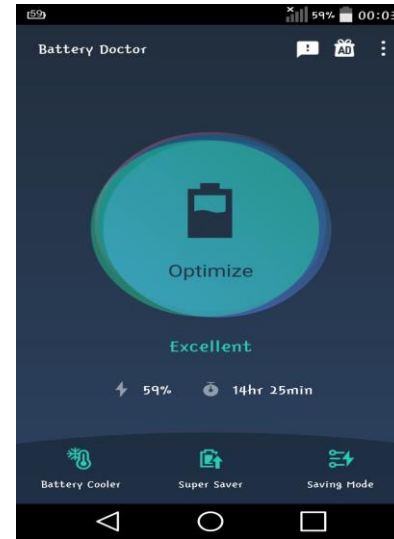 59
59% 00:03
Battery Doctor
! AD
Optimize
Excellent
59% 14hr 25min
Battery Cooler Super Saver Saving Mode